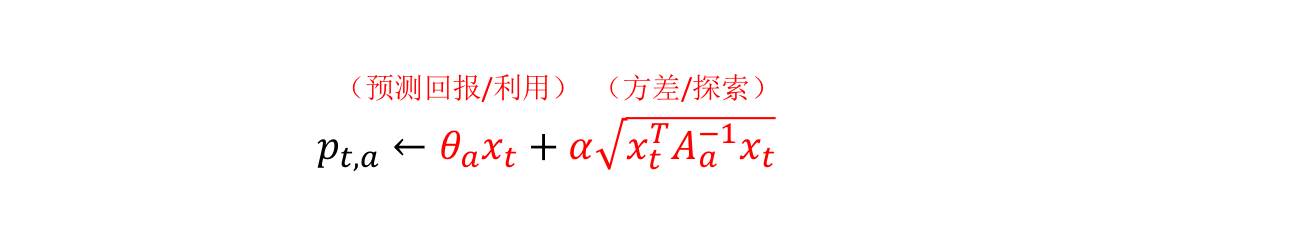 （预测回报/利用） （方差/探索）
p_{t,a} ← θ_a x_t + α√(x_t^T A_a^{-1} x_t)